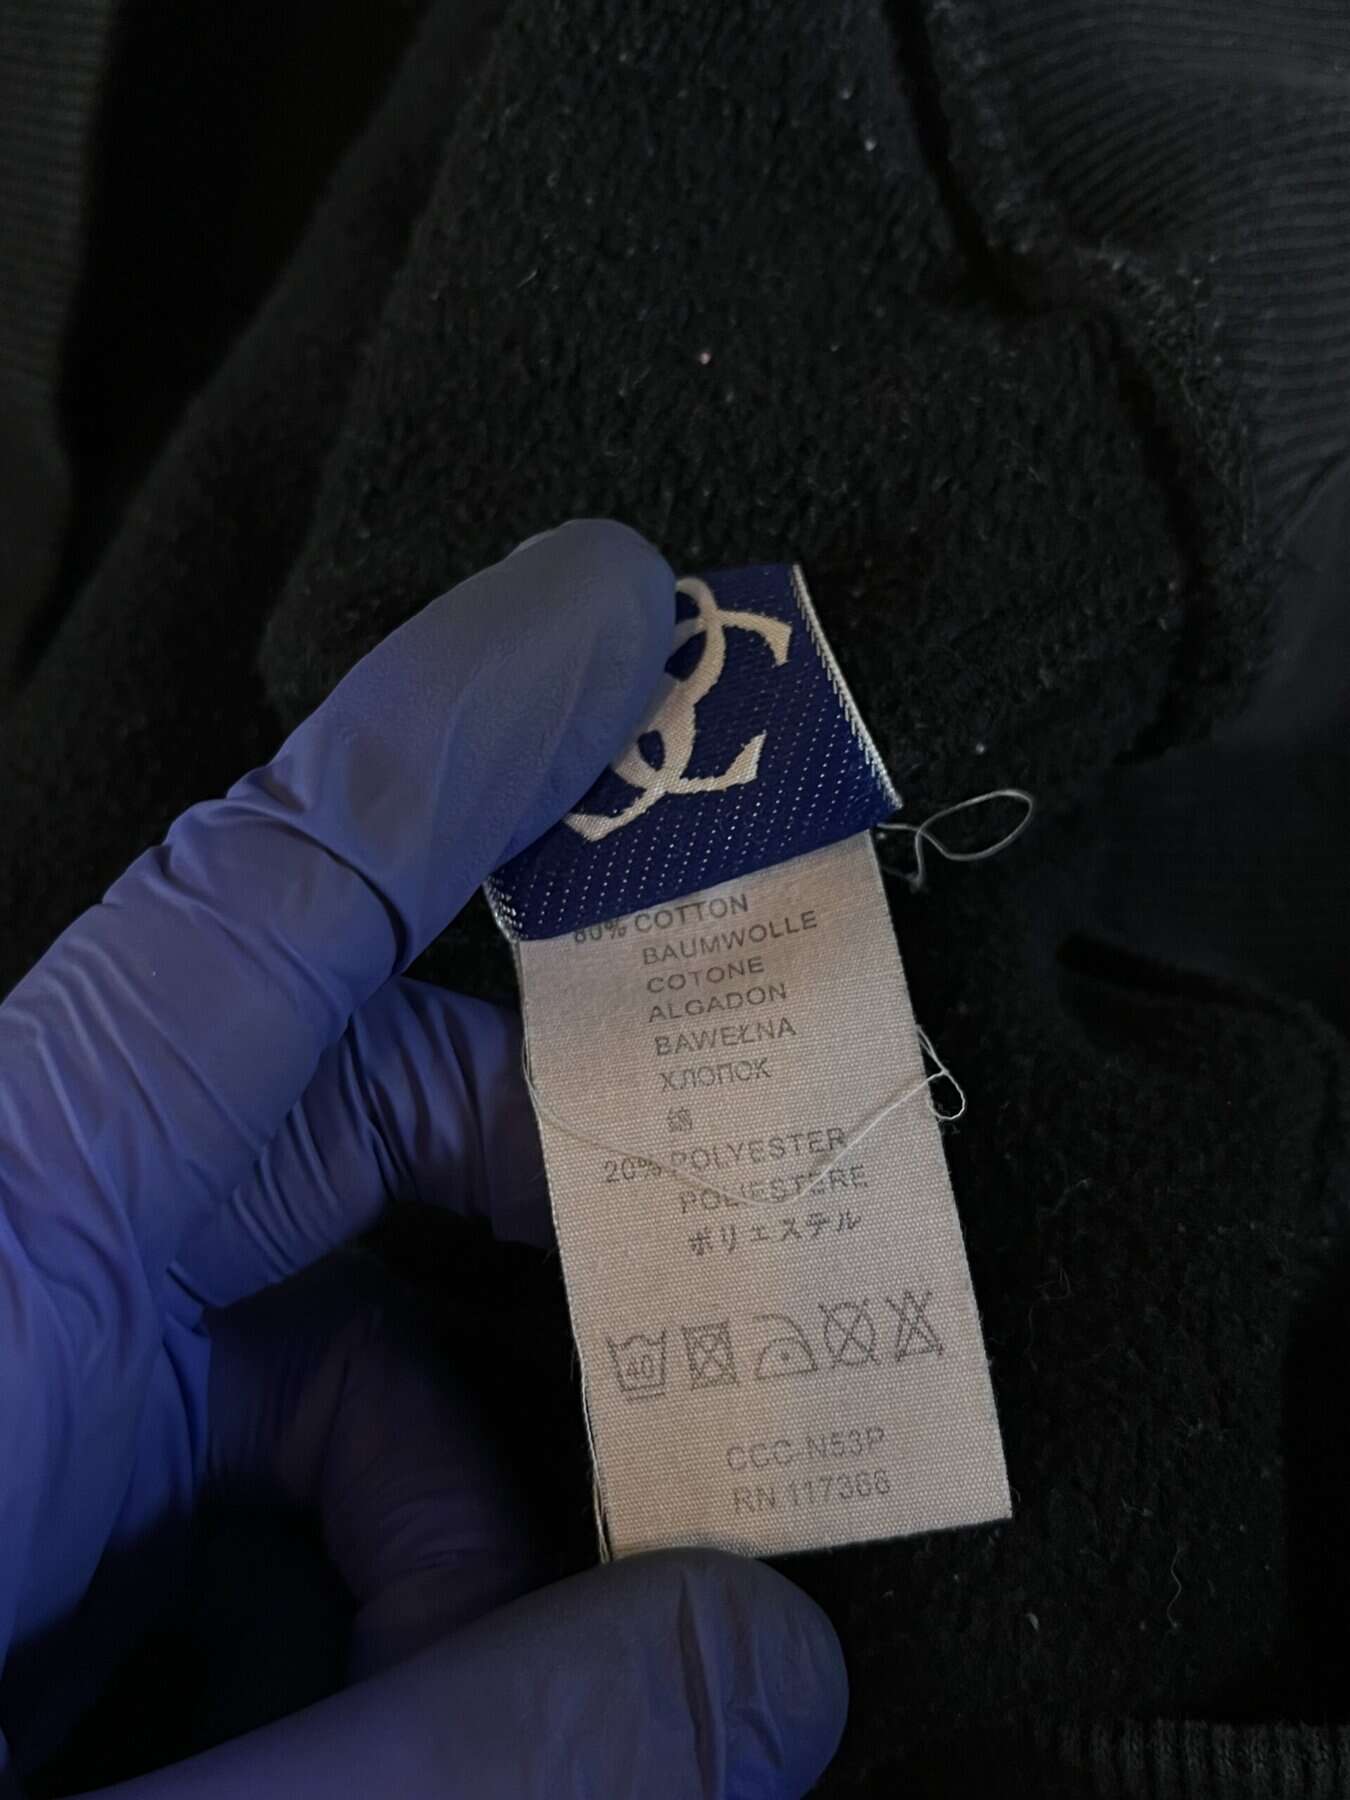 80% COTTON
BAUMWOLLE
COTONE
ALGADON
BAWEŁNA
ХЛОПОК
綿
20% POLYESTER
POLIESTERE
ポリエステル
40
CCC N53P
RN 117366